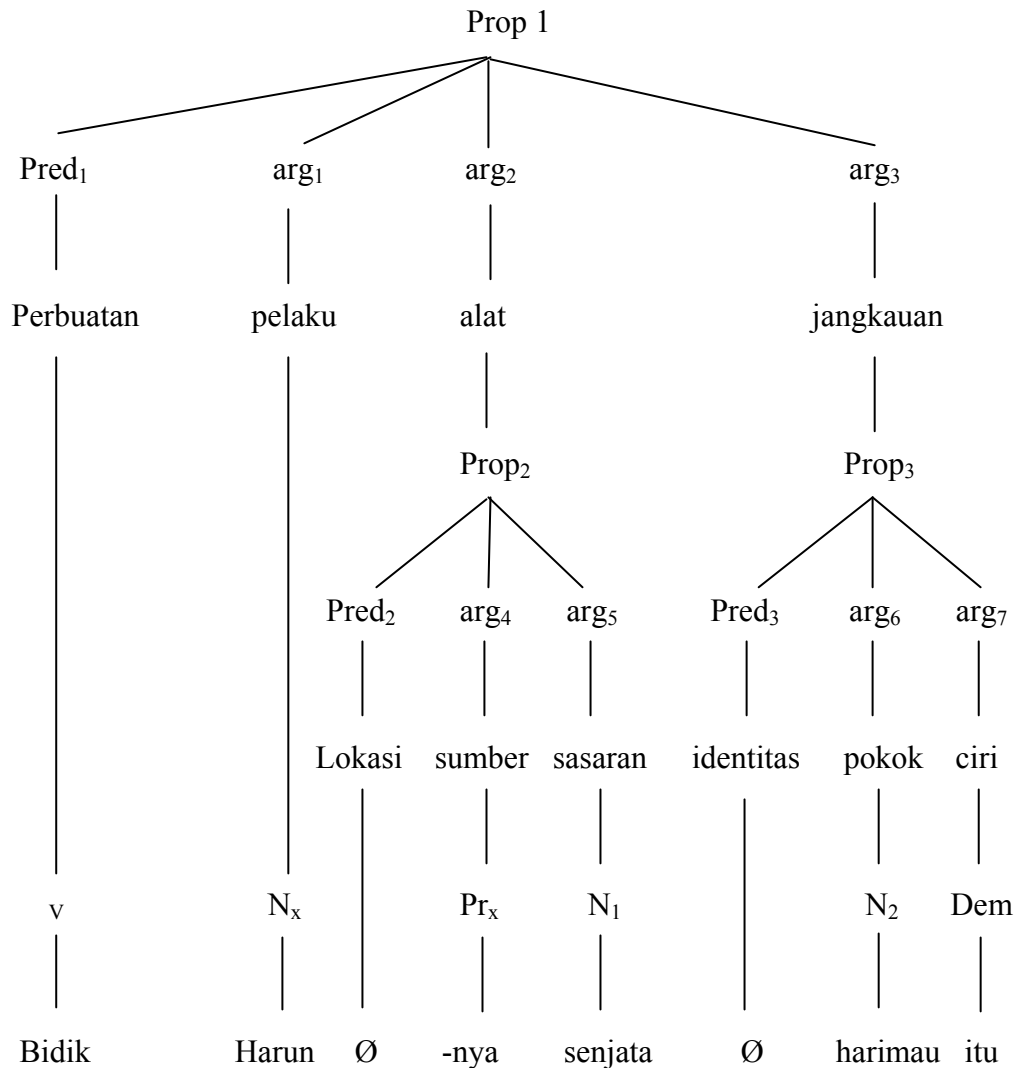 Prop 1
Pred₁ arg₁ arg₂ arg₃
Perbuatan pelaku alat jangkauan
Prop₂ Prop₃
Pred₂ arg₄ arg₅ Pred₃ arg₆ arg₇
Lokasi sumber sasaran identitas pokok ciri
v Nₓ Prₓ N₁ N₂ Dem
Bidik Harun Ø -nya senjata Ø harimau itu